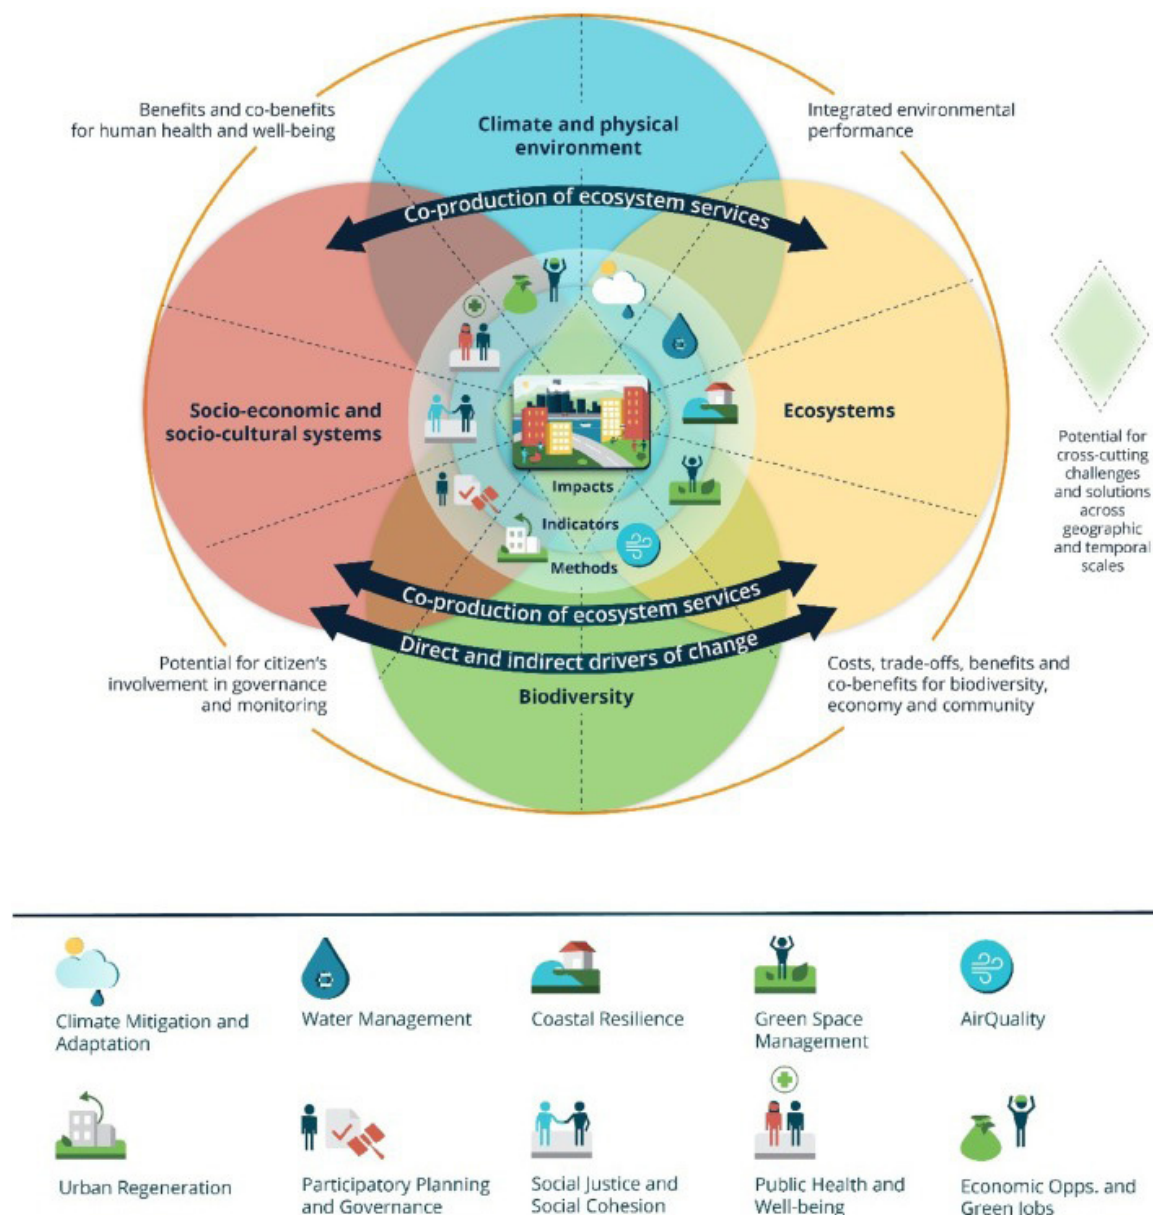 Benefits and co-benefits
for human health and well-being
Integrated environmental
performance
Climate and physical
environment
Co-production of ecosystem services
Socio-economic and
socio-cultural systems
Ecosystems
Impacts
Indicators
Methods
Co-production of ecosystem services
Direct and indirect drivers of change
Biodiversity
Potential for
cross-cutting
challenges
and solutions
across
geographic
and temporal
scales
Potential for citizen's
involvement in governance
and monitoring
Costs, trade-offs, benefits and
co-benefits for biodiversity,
economy and community
Climate Mitigation and
Adaptation
Water Management
Coastal Resilience
Green Space
Management
AirQuality
Urban Regeneration
Participatory Planning
and Governance
Social Justice and
Social Cohesion
Public Health and
Well-being
Economic Opps. and
Green Jobs